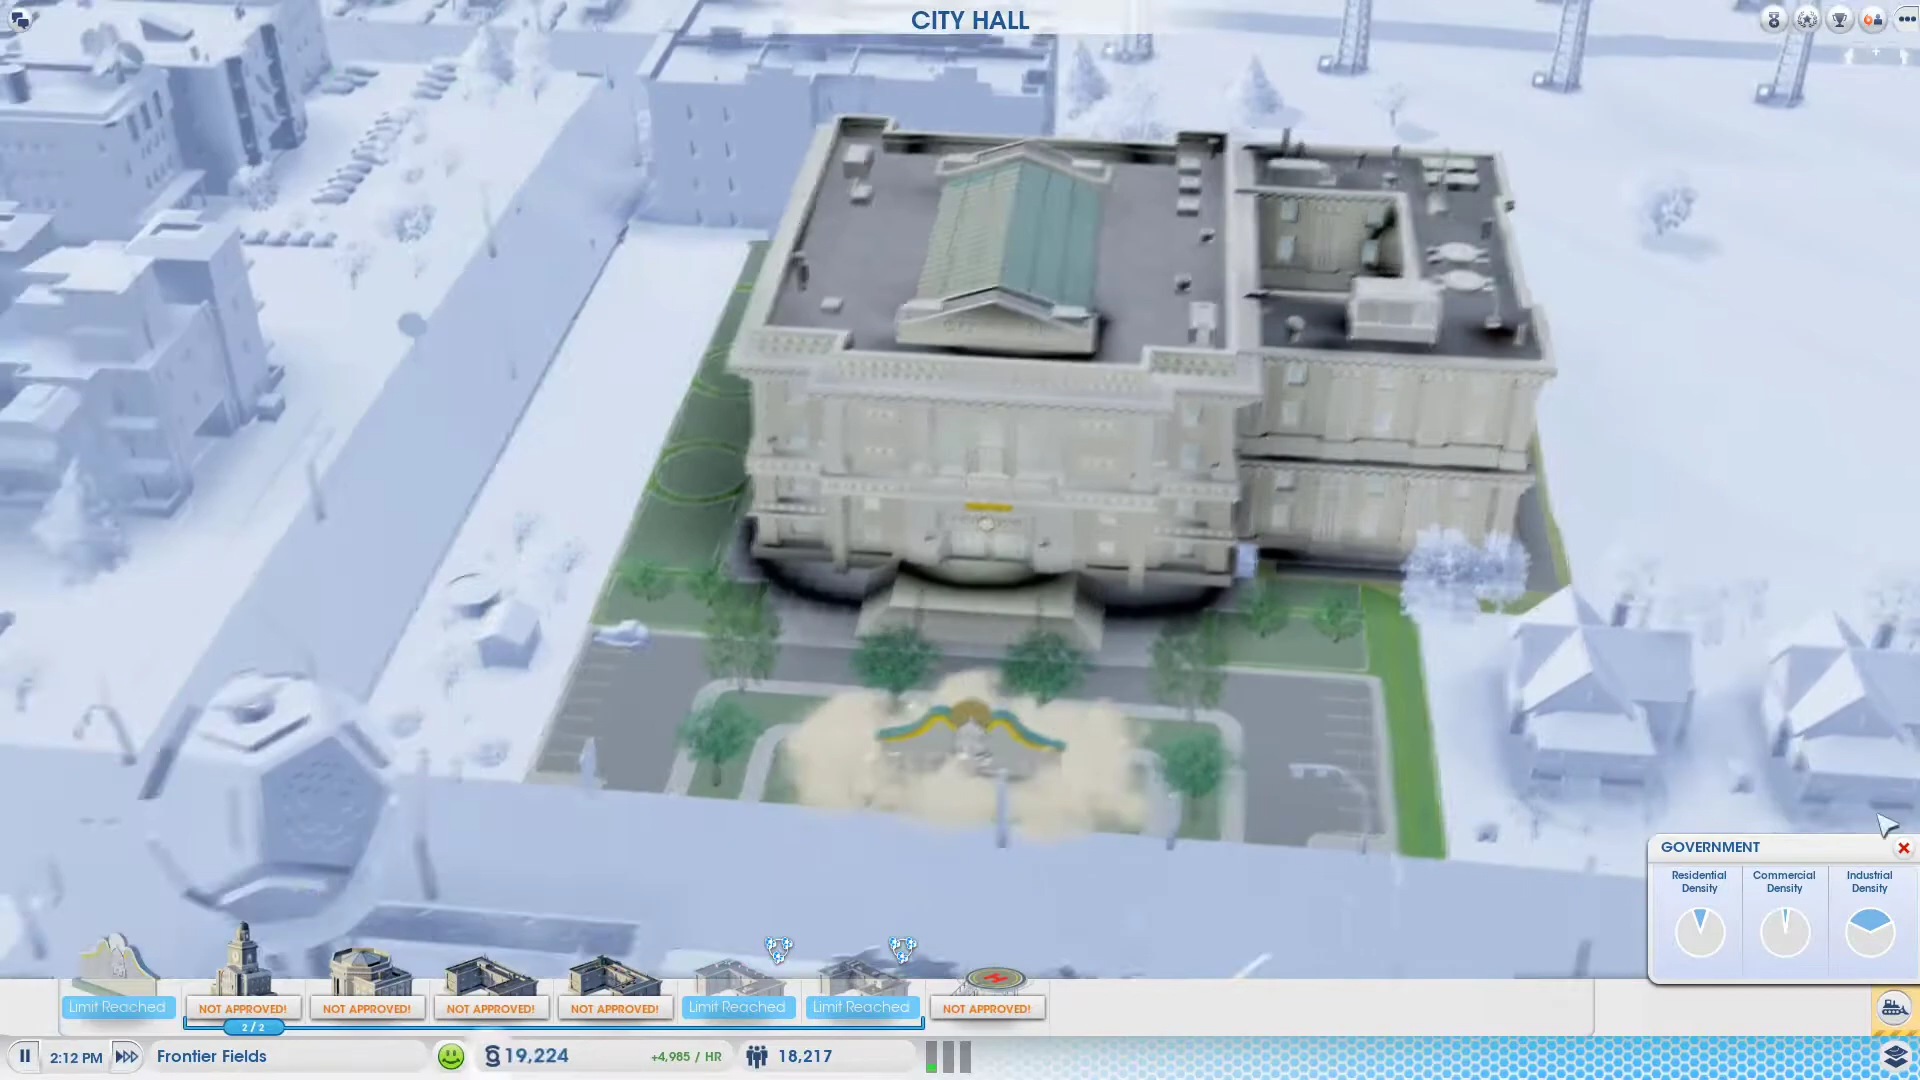 CITY HALL
GOVERNMENT
Residential
Density
Commercial
Density
Industrial
Density
Limit Reached
NOT APPROVED!
NOT APPROVED!
NOT APPROVED!
NOT APPROVED!
Limit Reached
Limit Reached
NOT APPROVED!
2 / 2
2:12 PM
Frontier Fields
19,224
+4,985 / HR
18,217